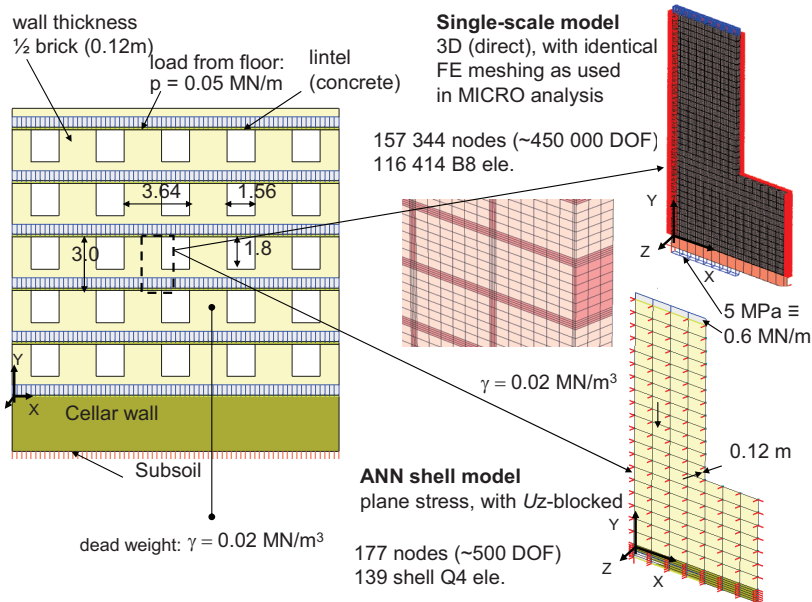 wall thickness
½ brick (0.12m)
load from floor:
p = 0.05 MN/m
lintel
(concrete)
Single-scale model
3D (direct), with identical
FE meshing as used
in MICRO analysis
157 344 nodes (~450 000 DOF)
116 414 B8 ele.
3.64
1.56
3.0
1.8
Y
X
Z
5 MPa ≡
0.6 MN/m
γ = 0.02 MN/m³
Y
X
Cellar wall
Subsoil
dead weight: γ = 0.02 MN/m³
ANN shell model
plane stress, with Uz-blocked
177 nodes (~500 DOF)
139 shell Q4 ele.
0.12 m
Y
Z
X